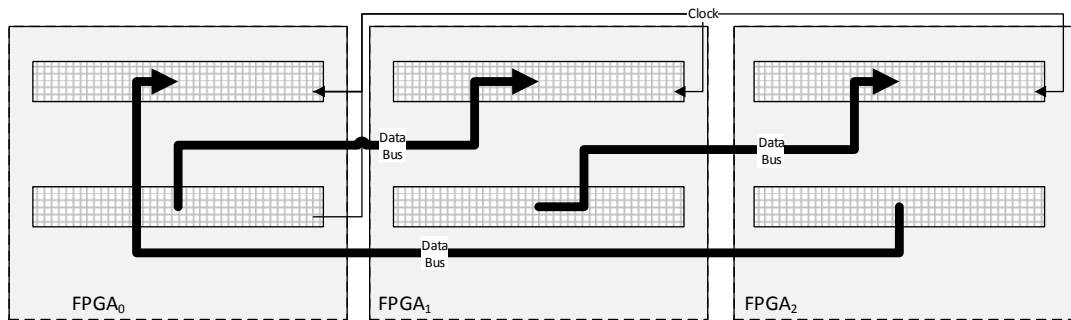 Clock
Data
Bus
Data
Bus
Data
Bus
FPGA₀
FPGA₁
FPGA₂